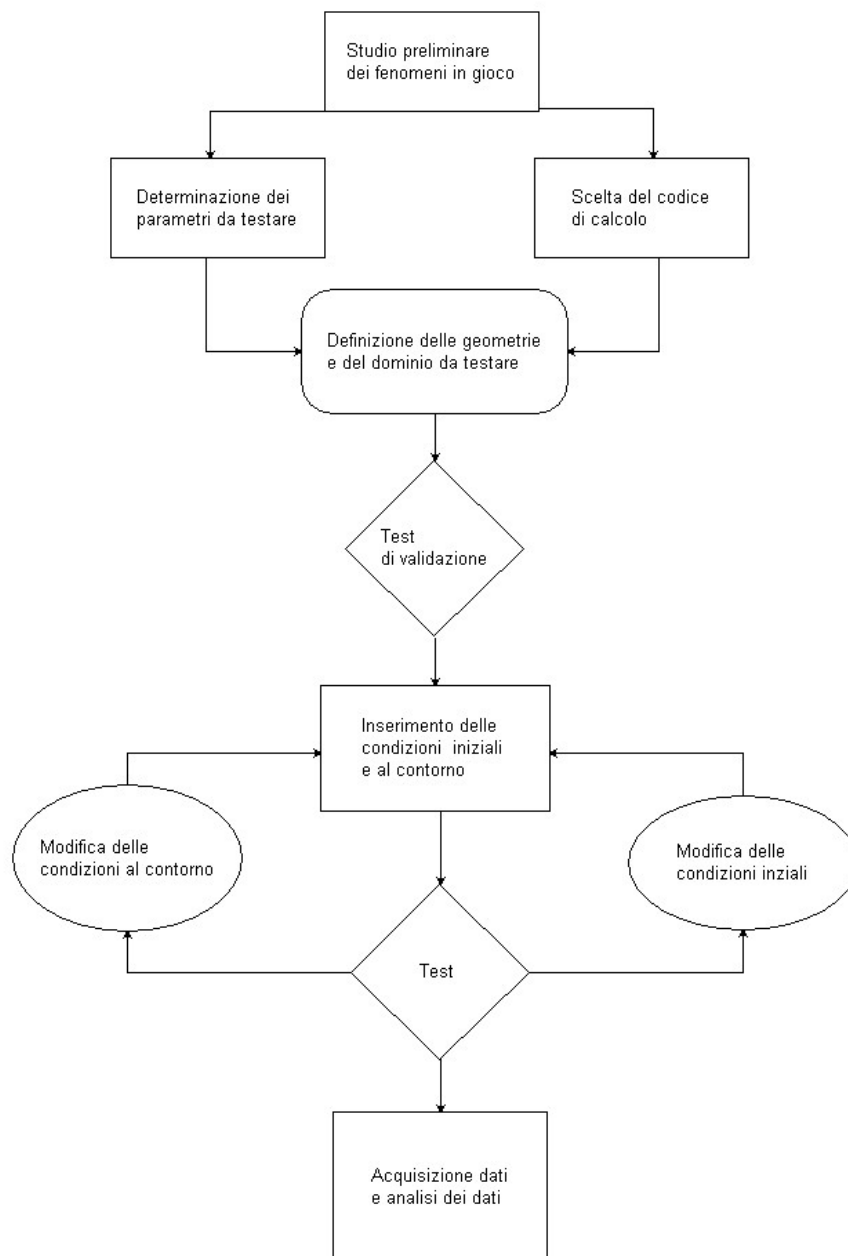 Studio preliminare
dei fenomeni in gioco
Determinazione dei
parametri da testare
Scelta del codice
di calcolo
Definizione delle geometrie
e del dominio da testare
Test
di validazione
Inserimento delle
condizioni iniziali
e al contorno
Modifica delle
condizioni al contorno
Modifica delle
condizioni inziali
Test
Acquisizione dati
e analisi dei dati